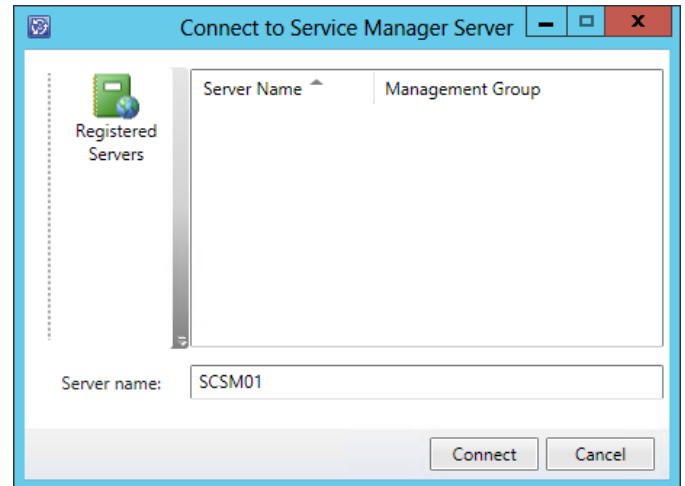 Connect to Service Manager Server
Server Name Management Group
Registered
Servers
Server name: SCSM01
Connect Cancel